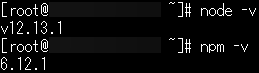 [root@ ~]# node -v
v12.13.1
[root@ ~]# npm -v
6.12.1